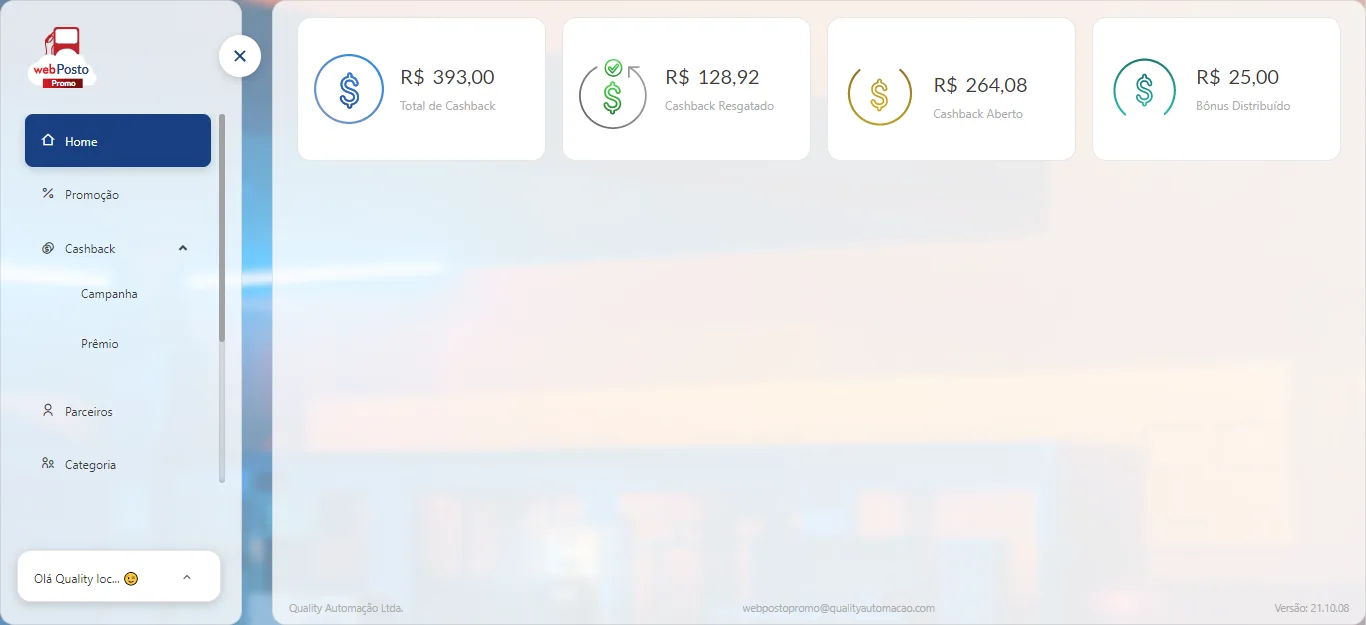 webPosto
Promo
Home
Promoção
Cashback
Campanha
Prêmio
Parceiros
Categoria
Olá Quality loc... 😉
R$ 393,00
Total de Cashback
R$ 128,92
Cashback Resgatado
R$ 264,08
Cashback Aberto
R$ 25,00
Bônus Distribuído
Quality Automação Ltda.
webpostopromo@qualityautomacao.com
Versão: 21.10.08